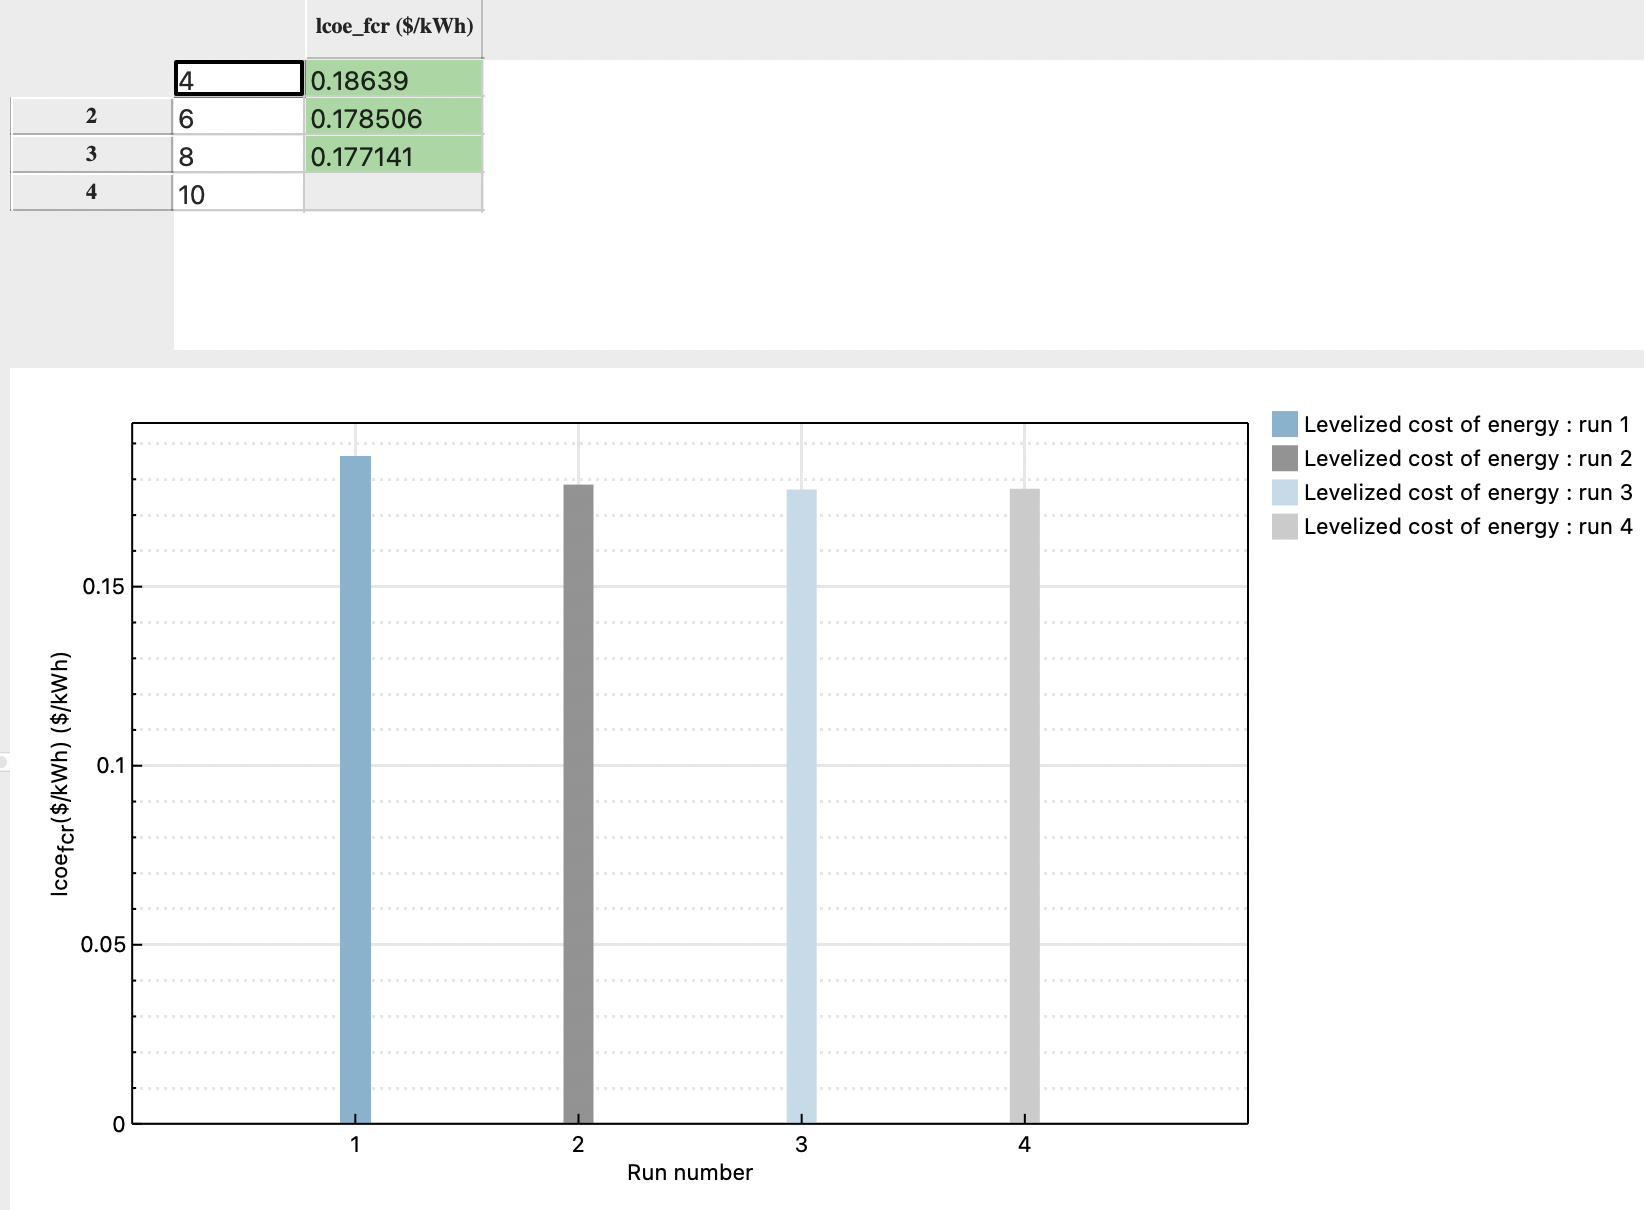 lcoe_fcr ($/kWh)
4 0.18639
2 6 0.178506
3 8 0.177141
4 10
Levelized cost of energy : run 1
Levelized cost of energy : run 2
Levelized cost of energy : run 3
Levelized cost of energy : run 4
0.15
0.1
0.05
0
lcoefcr($/kWh) ($/kWh)
1 2 3 4
Run number